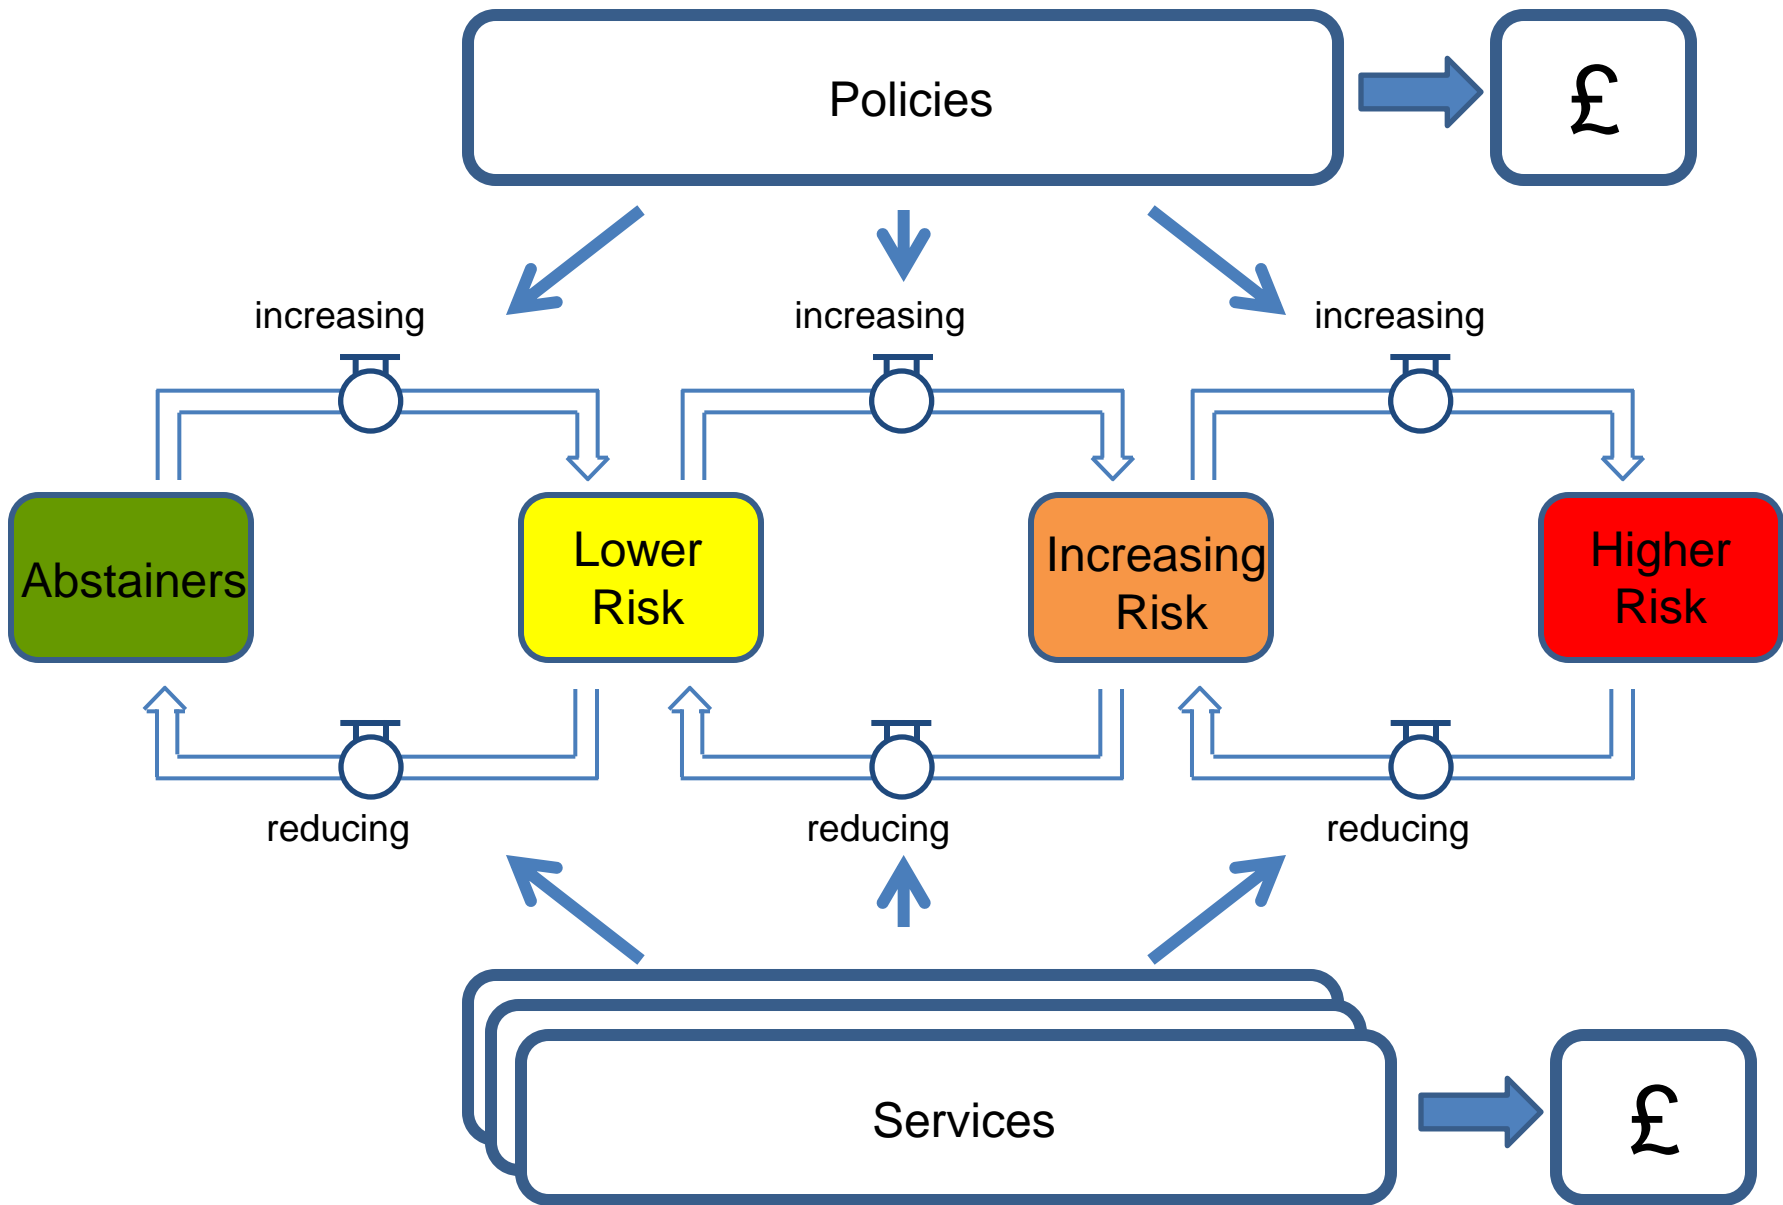 Policies
£
increasing
increasing
increasing
Abstainers
Lower
Risk
Increasing
Risk
Higher
Risk
reducing
reducing
reducing
Services
£